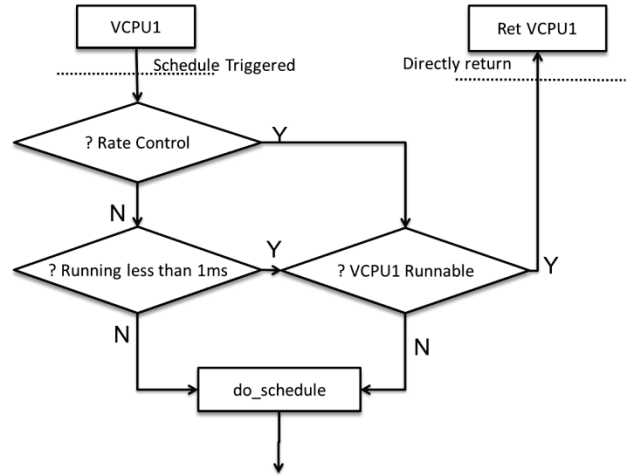 VCPU1
Ret VCPU1
Schedule Triggered
Directly return
? Rate Control
Y
N
? Running less than 1ms
Y
? VCPU1 Runnable
Y
N
N
do_schedule